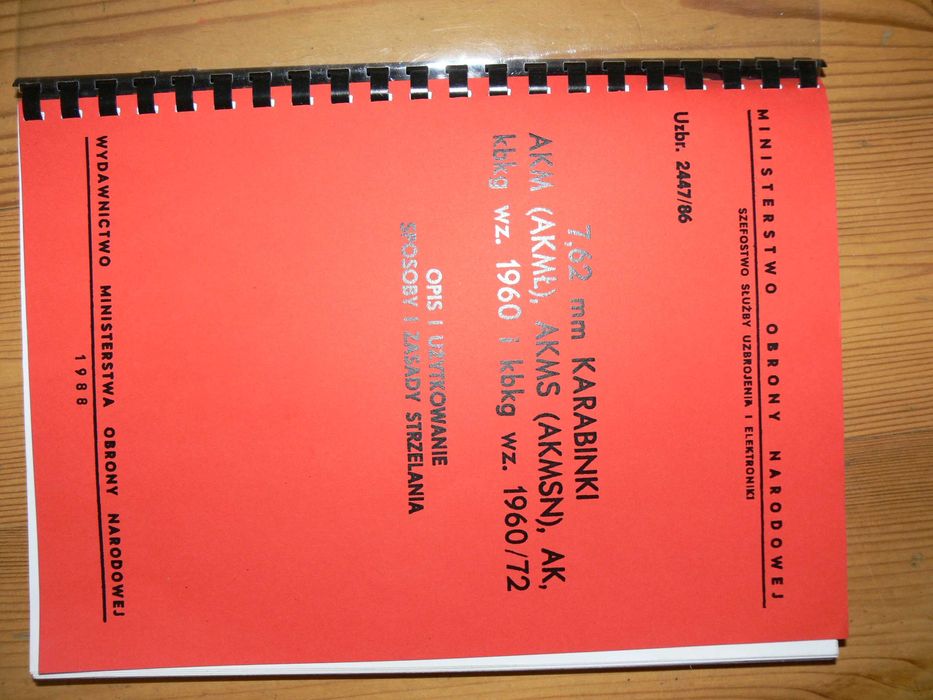 MINISTERSTWO OBRONY NARODOWEJ
SZEFOSTWO SŁUŻBY UZBROJENIA I ELEKTRONIKI
Uzbr. 2447/86
7,62 mm KARABINKI
AKM (AKMŁ), AKMS (AKMSN), AK,
kbkg wz. 1960 i kbkg wz. 1960/72
OPIS I UŻYTKOWANIE
SPOSOBY I ZASADY STRZELANIA
WYDAWNICTWO MINISTERSTWA OBRONY NARODOWEJ
1988